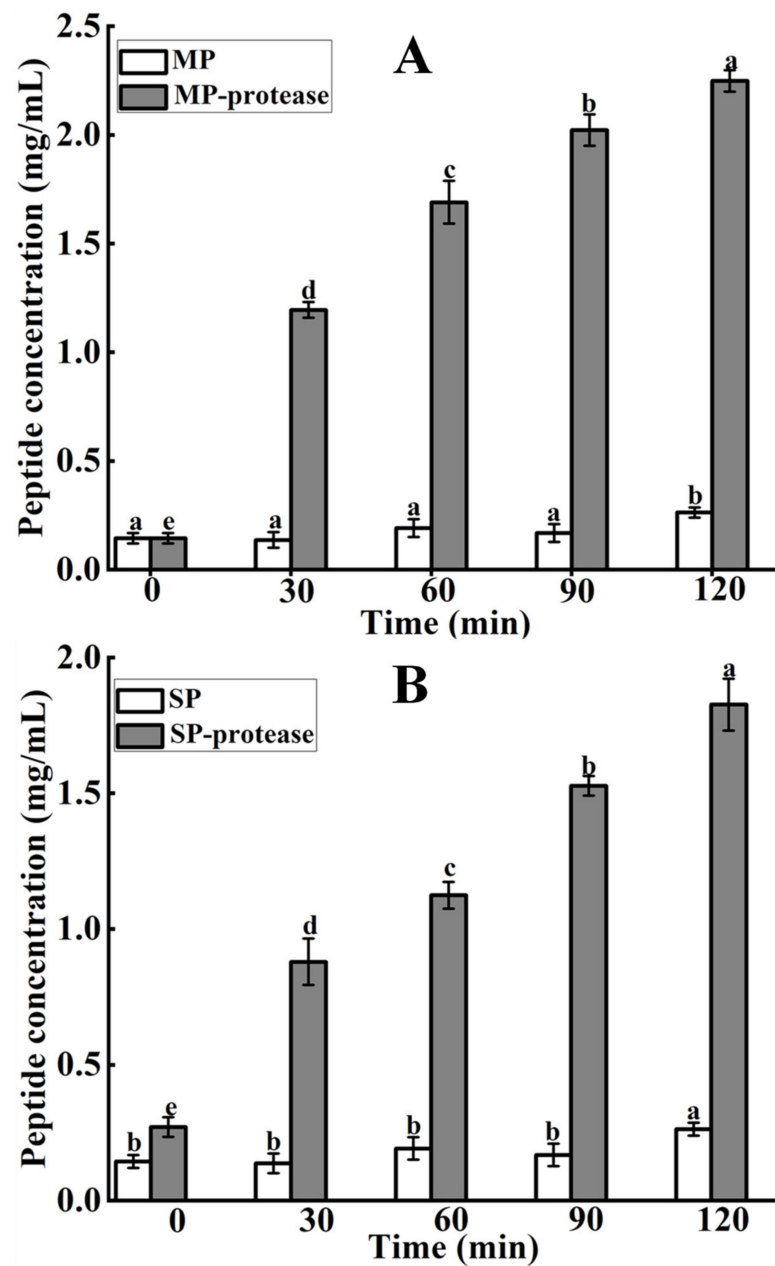 A
MP
MP-protease
Peptide concentration (mg/mL)
2.5
2.0
1.5
1.0
0.5
0.0
a e a d a c a b b a
0 30 60 90 120
Time (min)
B
SP
SP-protease
Peptide concentration (mg/mL)
2.0
1.5
1.0
0.5
0.0
b e b d b c b b a a
0 30 60 90 120
Time (min)